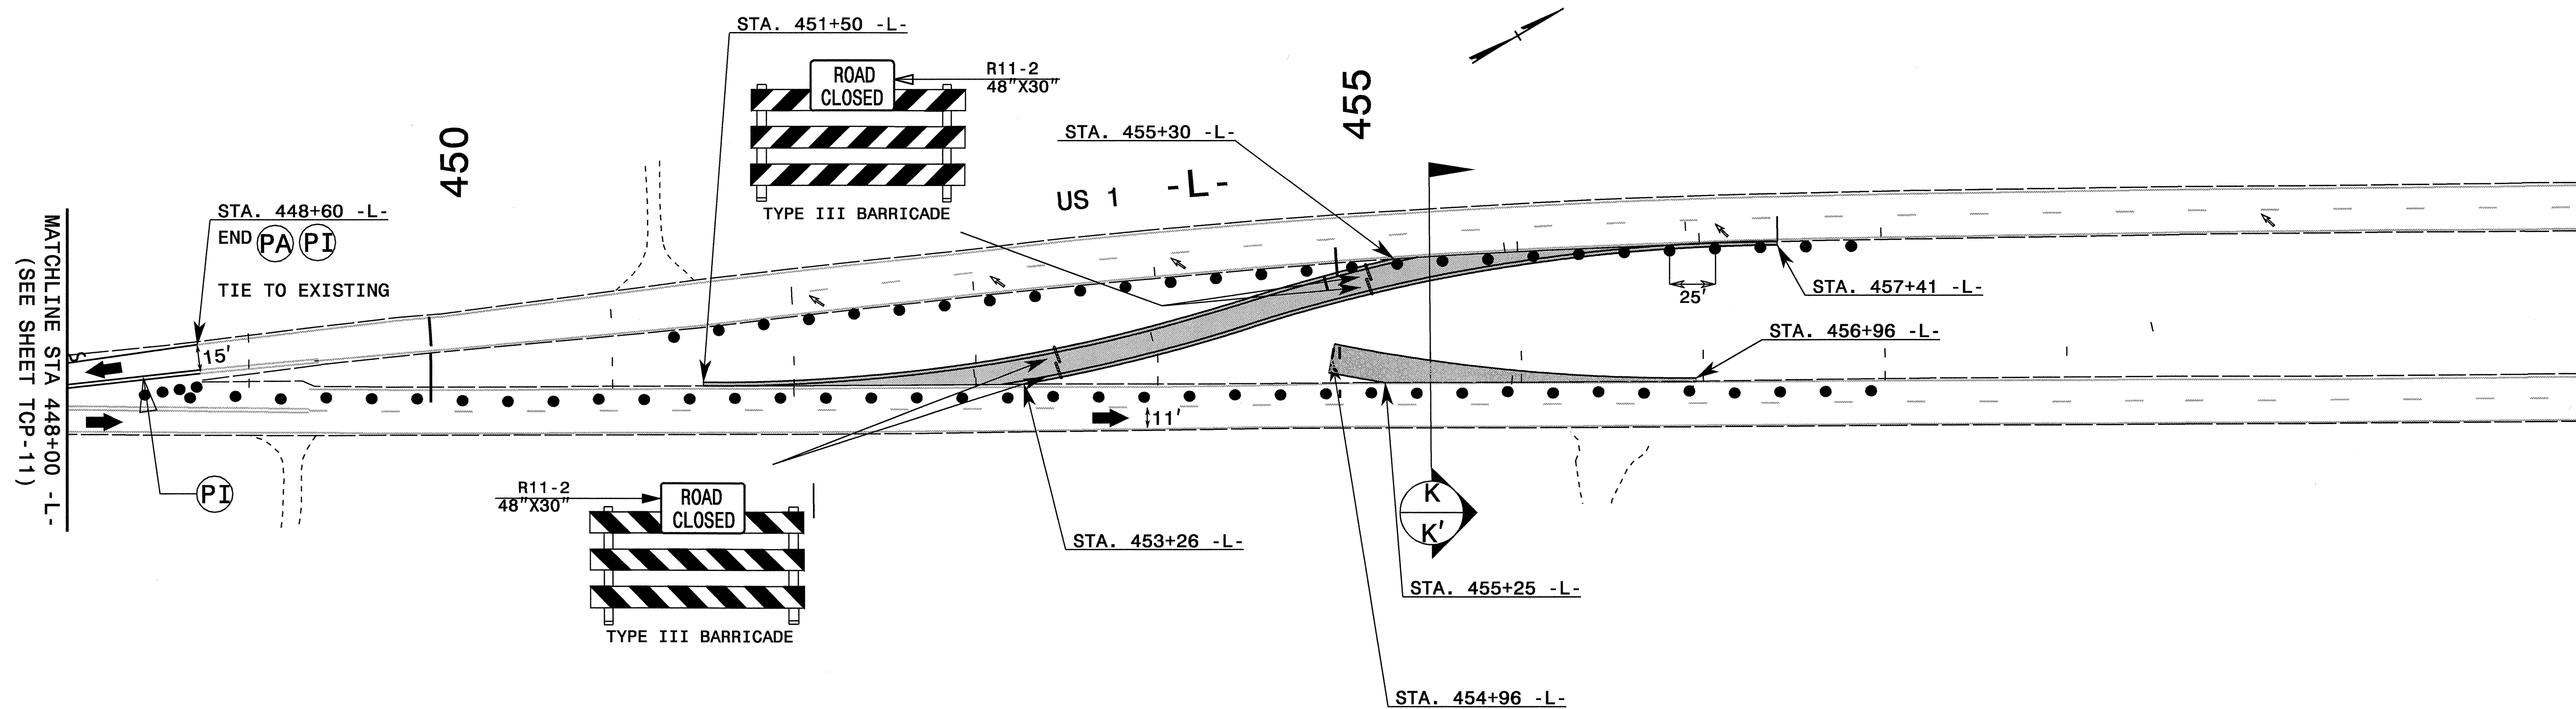 STA. 451+50 -L-
ROAD
CLOSED
R11-2
48"X30"
TYPE III BARRICADE
450
455
STA. 455+30 -L-
US 1 -L-
STA. 448+60 -L-
END PA PI
TIE TO EXISTING
15'
MATCHLINE STA 448+00 -L-
(SEE SHEET TCP-11)
S
25'
STA. 457+41 -L-
STA. 456+96 -L-
11'
PI
R11-2
48"X30"
ROAD
CLOSED
TYPE III BARRICADE
STA. 453+26 -L-
K
K'
STA. 455+25 -L-
STA. 454+96 -L-